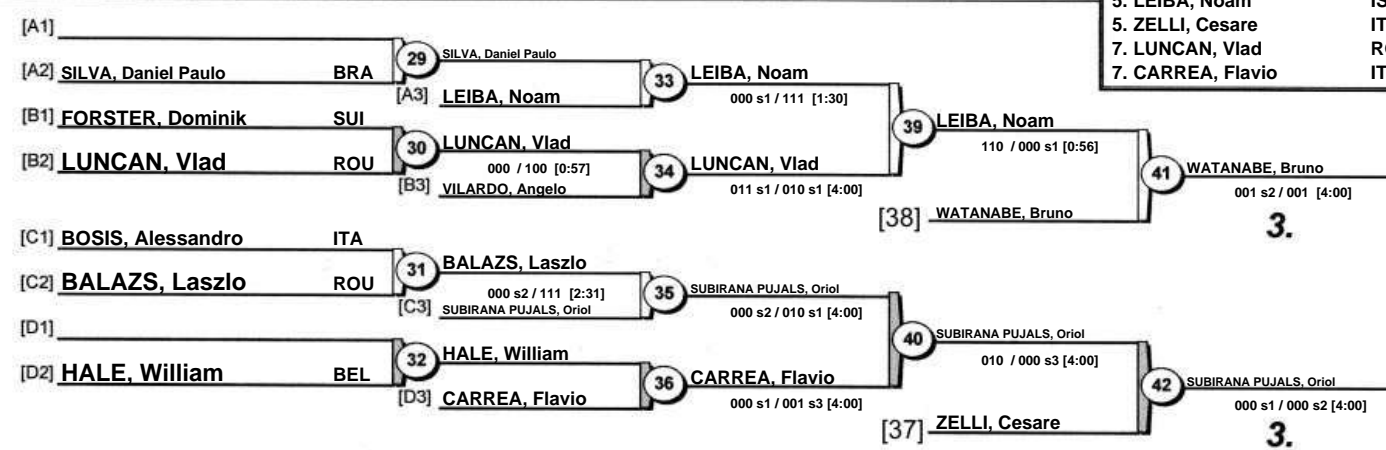 5. LEIBA, Noam
5. ZELLI, Cesare IT
7. LUNCAN, Vlad
7. CARREA, Flavio IT
[A1]
29 SILVA, Daniel Paulo
[A2] SILVA, Daniel Paulo BRA
33 LEIBA, Noam
[A3] LEIBA, Noam
000 s1 / 111 [1:30]
[B1] FORSTER, Dominik SUI
39 LEIBA, Noam
30 LUNCAN, Vlad
110 / 000 s1 [0:56]
[B2] LUNCAN, Vlad ROU
000 / 100 [0:57]
34 LUNCAN, Vlad
41 WATANABE, Bruno
[B3] VILARDO, Angelo
011 s1 / 010 s1 [4:00]
001 s2 / 001 [4:00]
[38] WATANABE, Bruno
3.
[C1] BOSIS, Alessandro ITA
31 BALAZS, Laszlo
[C2] BALAZS, Laszlo ROU
000 s2 / 111 [2:31]
35 SUBIRANA PUJALS, Oriol
[C3] SUBIRANA PUJALS, Oriol
000 s2 / 010 s1 [4:00]
[D1]
40 SUBIRANA PUJALS, Oriol
32 HALE, William
010 / 000 s3 [4:00]
[D2] HALE, William BEL
36 CARREA, Flavio
42 SUBIRANA PUJALS, Oriol
[D3] CARREA, Flavio
000 s1 / 001 s3 [4:00]
000 s1 / 000 s2 [4:00]
[37] ZELLI, Cesare
3.